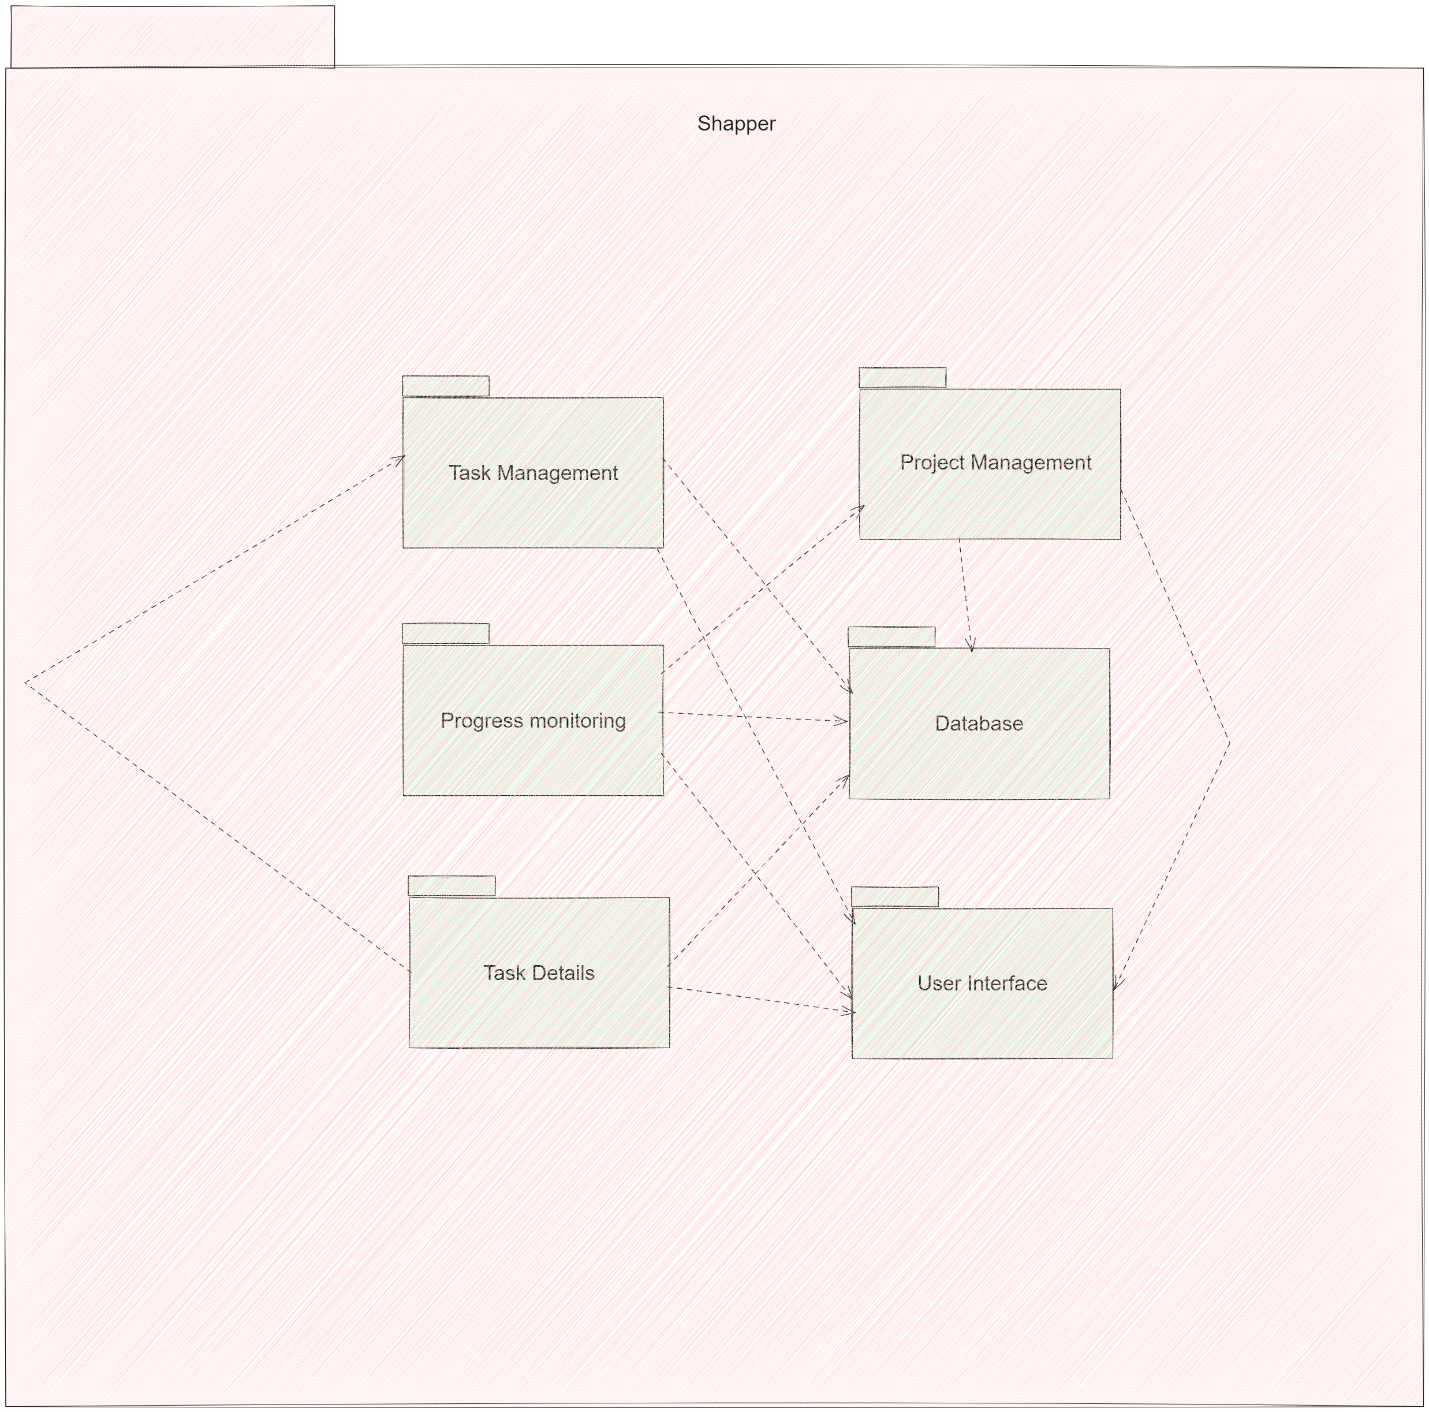 Shapper
Task Management
Project Management
Progress monitoring
Database
Task Details
User Interface